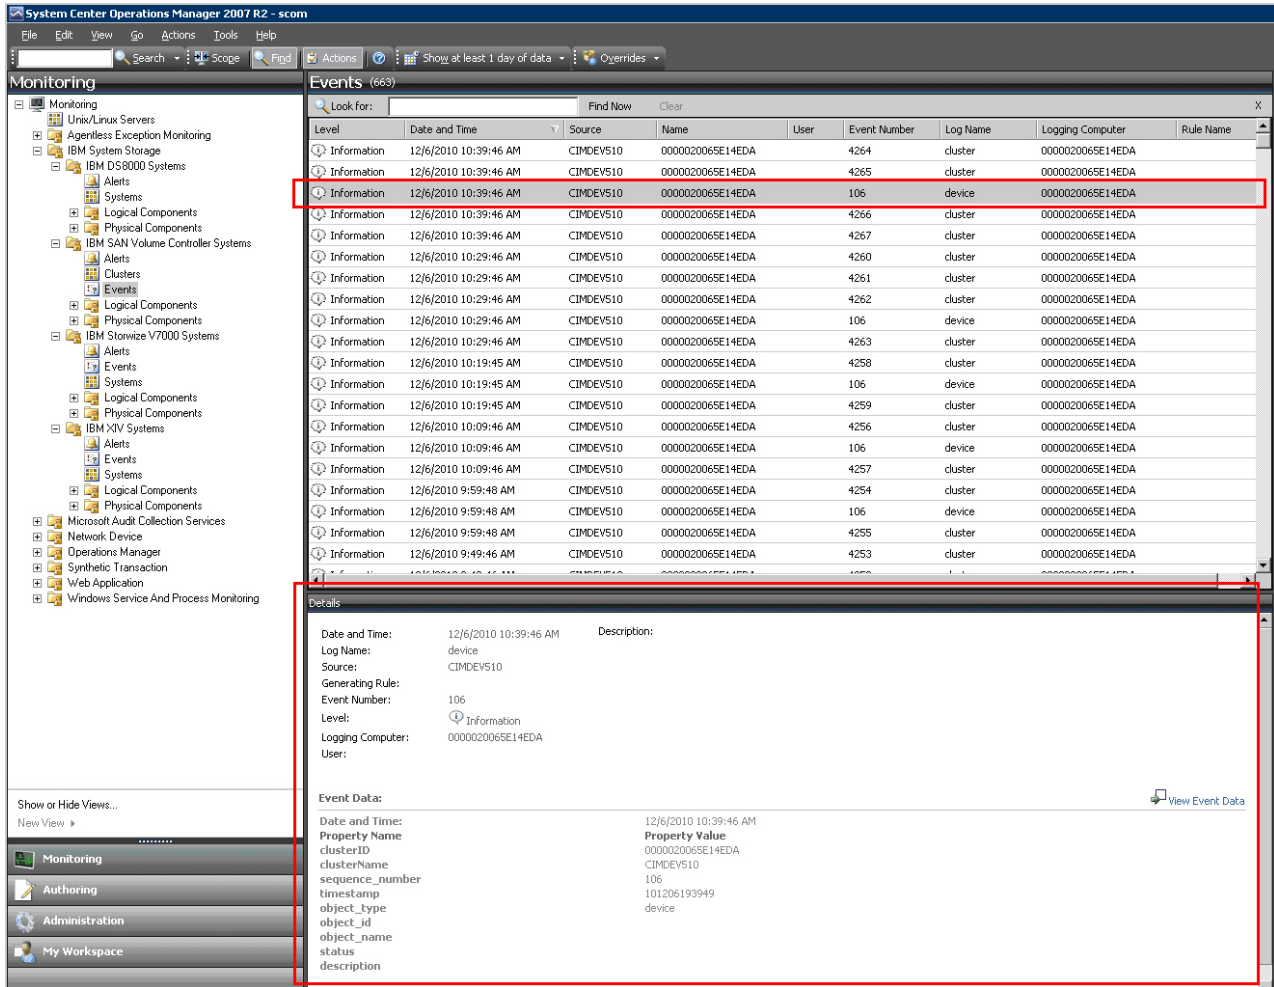 System Center Operations Manager 2007 R2 - scom
File Edit View Go Actions Tools Help
Search Scope Find Actions Show at least 1 day of data Overrides
Monitoring
Monitoring
Unix/Linux Servers
Agentless Exception Monitoring
IBM System Storage
IBM DS8000 Systems
Alerts
Systems
Logical Components
Physical Components
IBM SAN Volume Controller Systems
Alerts
Clusters
Events
Logical Components
Physical Components
IBM Storwize V7000 Systems
Alerts
Events
Systems
Logical Components
Physical Components
IBM XIV Systems
Alerts
Events
Systems
Logical Components
Physical Components
Microsoft Audit Collection Services
Network Device
Operations Manager
Synthetic Transaction
Web Application
Windows Service And Process Monitoring
Show or Hide Views...
New View
Monitoring
Authoring
Administration
My Workspace
Events (663)
Look for: Find Now Clear X
Level Date and Time Source Name User Event Number Log Name Logging Computer Rule Name
Information 12/6/2010 10:39:46 AM CIMDEV510 0000020065E14EDA 4264 cluster 0000020065E14EDA
Information 12/6/2010 10:39:46 AM CIMDEV510 0000020065E14EDA 4265 cluster 0000020065E14EDA
Information 12/6/2010 10:39:46 AM CIMDEV510 0000020065E14EDA 106 device 0000020065E14EDA
Information 12/6/2010 10:39:46 AM CIMDEV510 0000020065E14EDA 4266 cluster 0000020065E14EDA
Information 12/6/2010 10:39:46 AM CIMDEV510 0000020065E14EDA 4267 cluster 0000020065E14EDA
Information 12/6/2010 10:29:46 AM CIMDEV510 0000020065E14EDA 4260 cluster 0000020065E14EDA
Information 12/6/2010 10:29:46 AM CIMDEV510 0000020065E14EDA 4261 cluster 0000020065E14EDA
Information 12/6/2010 10:29:46 AM CIMDEV510 0000020065E14EDA 4262 cluster 0000020065E14EDA
Information 12/6/2010 10:29:46 AM CIMDEV510 0000020065E14EDA 106 device 0000020065E14EDA
Information 12/6/2010 10:29:46 AM CIMDEV510 0000020065E14EDA 4263 cluster 0000020065E14EDA
Information 12/6/2010 10:19:45 AM CIMDEV510 0000020065E14EDA 4258 cluster 0000020065E14EDA
Information 12/6/2010 10:19:45 AM CIMDEV510 0000020065E14EDA 106 device 0000020065E14EDA
Information 12/6/2010 10:19:45 AM CIMDEV510 0000020065E14EDA 4259 cluster 0000020065E14EDA
Information 12/6/2010 10:09:46 AM CIMDEV510 0000020065E14EDA 4256 cluster 0000020065E14EDA
Information 12/6/2010 10:09:46 AM CIMDEV510 0000020065E14EDA 106 device 0000020065E14EDA
Information 12/6/2010 10:09:46 AM CIMDEV510 0000020065E14EDA 4257 cluster 0000020065E14EDA
Information 12/6/2010 9:59:48 AM CIMDEV510 0000020065E14EDA 4254 cluster 0000020065E14EDA
Information 12/6/2010 9:59:48 AM CIMDEV510 0000020065E14EDA 106 device 0000020065E14EDA
Information 12/6/2010 9:59:48 AM CIMDEV510 0000020065E14EDA 4255 cluster 0000020065E14EDA
Information 12/6/2010 9:49:46 AM CIMDEV510 0000020065E14EDA 4253 cluster 0000020065E14EDA
Details
Date and Time: 12/6/2010 10:39:46 AM Description:
Log Name: device
Source: CIMDEV510
Generating Rule:
Event Number: 106
Level: Information
Logging Computer: 0000020065E14EDA
User:
Event Data: View Event Data
Date and Time: 12/6/2010 10:39:46 AM
Property Name Property Value
clusterID 0000020065E14EDA
clusterName CIMDEV510
sequence_number 106
timestamp 101206193949
object_type device
object_id
object_name
status
description